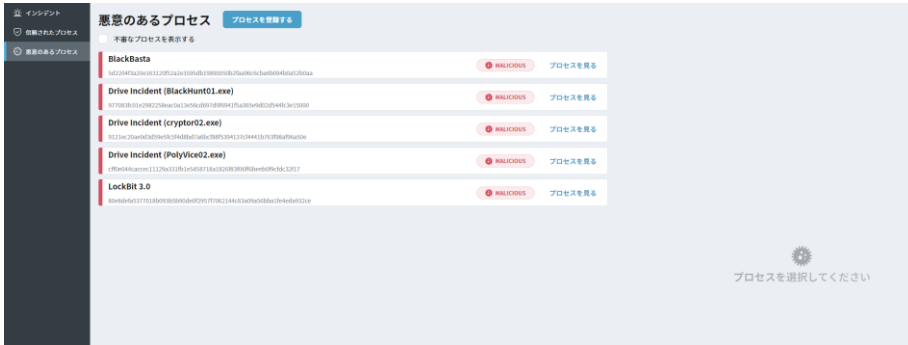 インシデント
信頼されたプロセス
悪意のあるプロセス
悪意のあるプロセス
プロセスを登録する
不審なプロセスを表示する
BlackBasta
MALICIOUS
プロセスを見る
Drive Incident (BlackHunt01.exe)
MALICIOUS
プロセスを見る
Drive Incident (cryptor02.exe)
MALICIOUS
プロセスを見る
Drive Incident (PolyVice02.exe)
MALICIOUS
プロセスを見る
LockBit 3.0
MALICIOUS
プロセスを見る
プロセスを選択してください